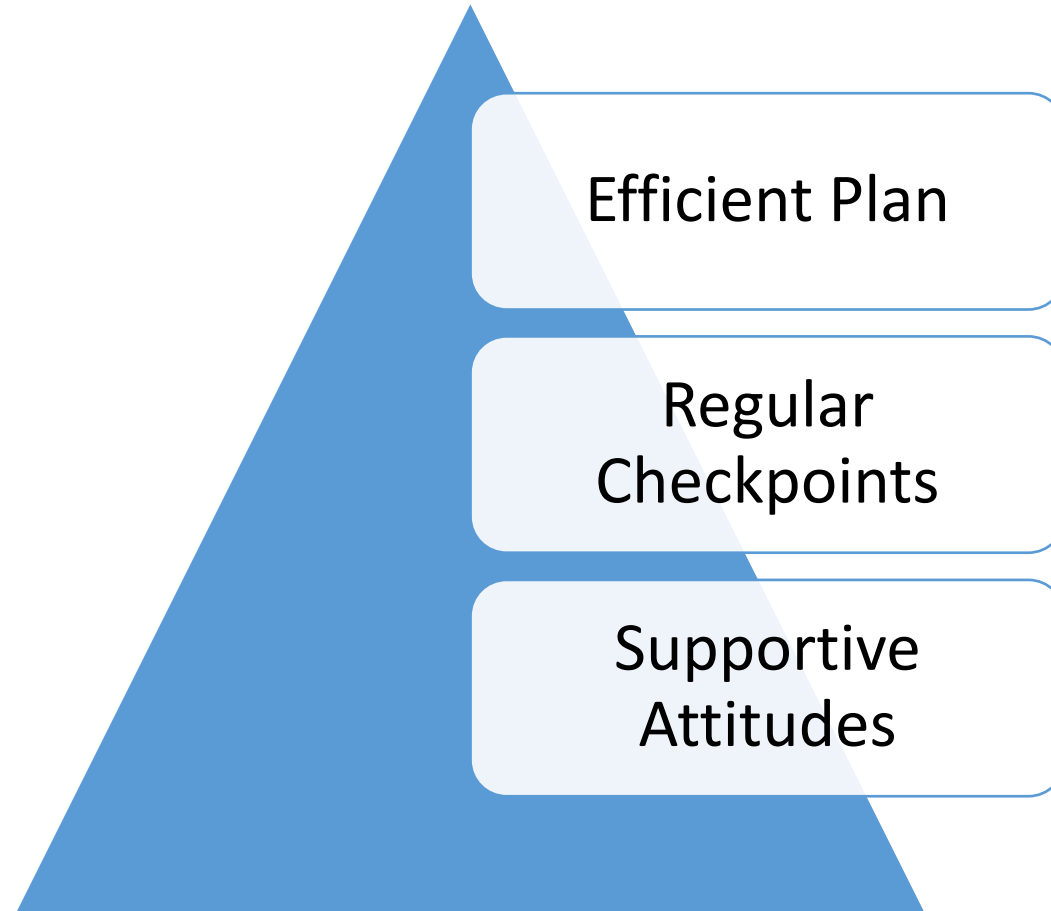 Efficient Plan
Regular
Checkpoints
Supportive
Attitudes